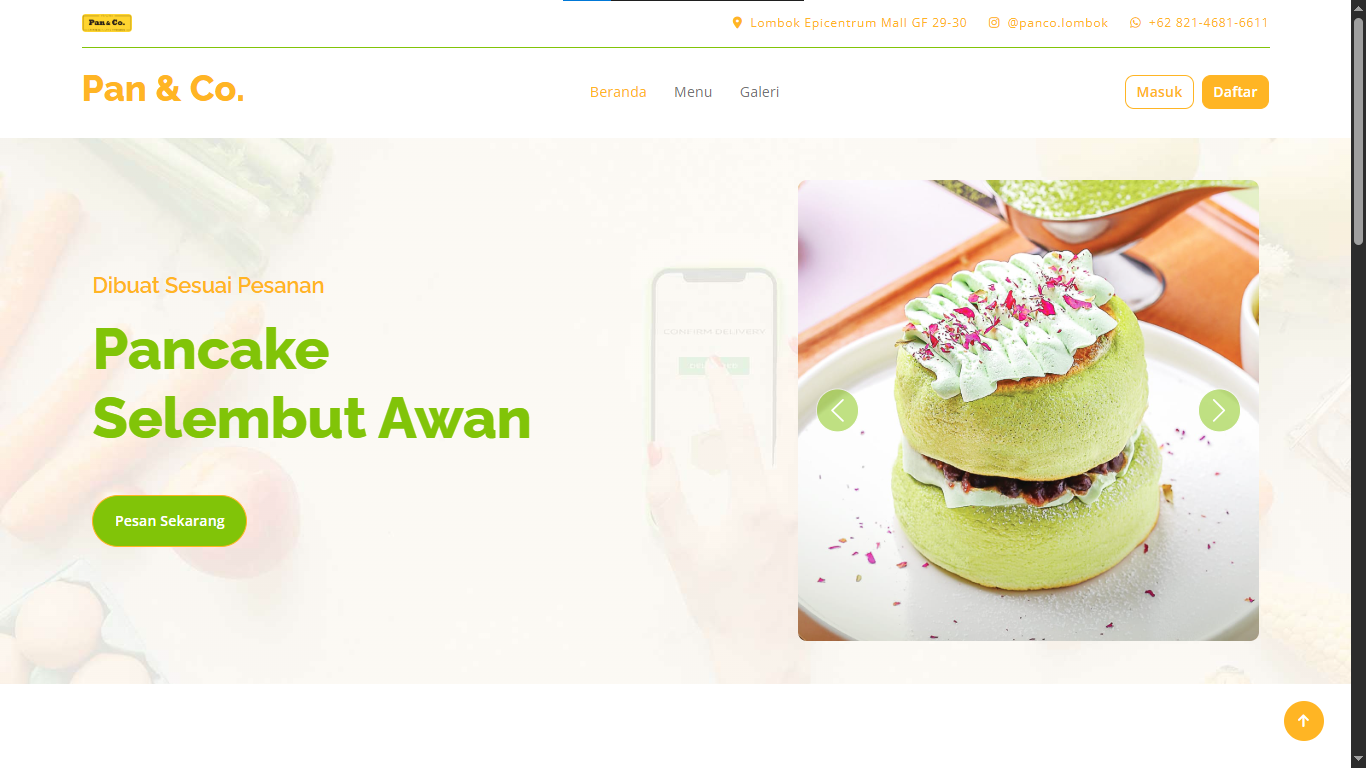 Pan & Co.
Lombok Epicentrum Mall GF 29-30
@panco.lombok
+62 821-4681-6611
Pan & Co.
Beranda
Menu
Galeri
Masuk
Daftar
Dibuat Sesuai Pesanan
Pancake
Selembut Awan
Pesan Sekarang
CONFIRM DELIVERY